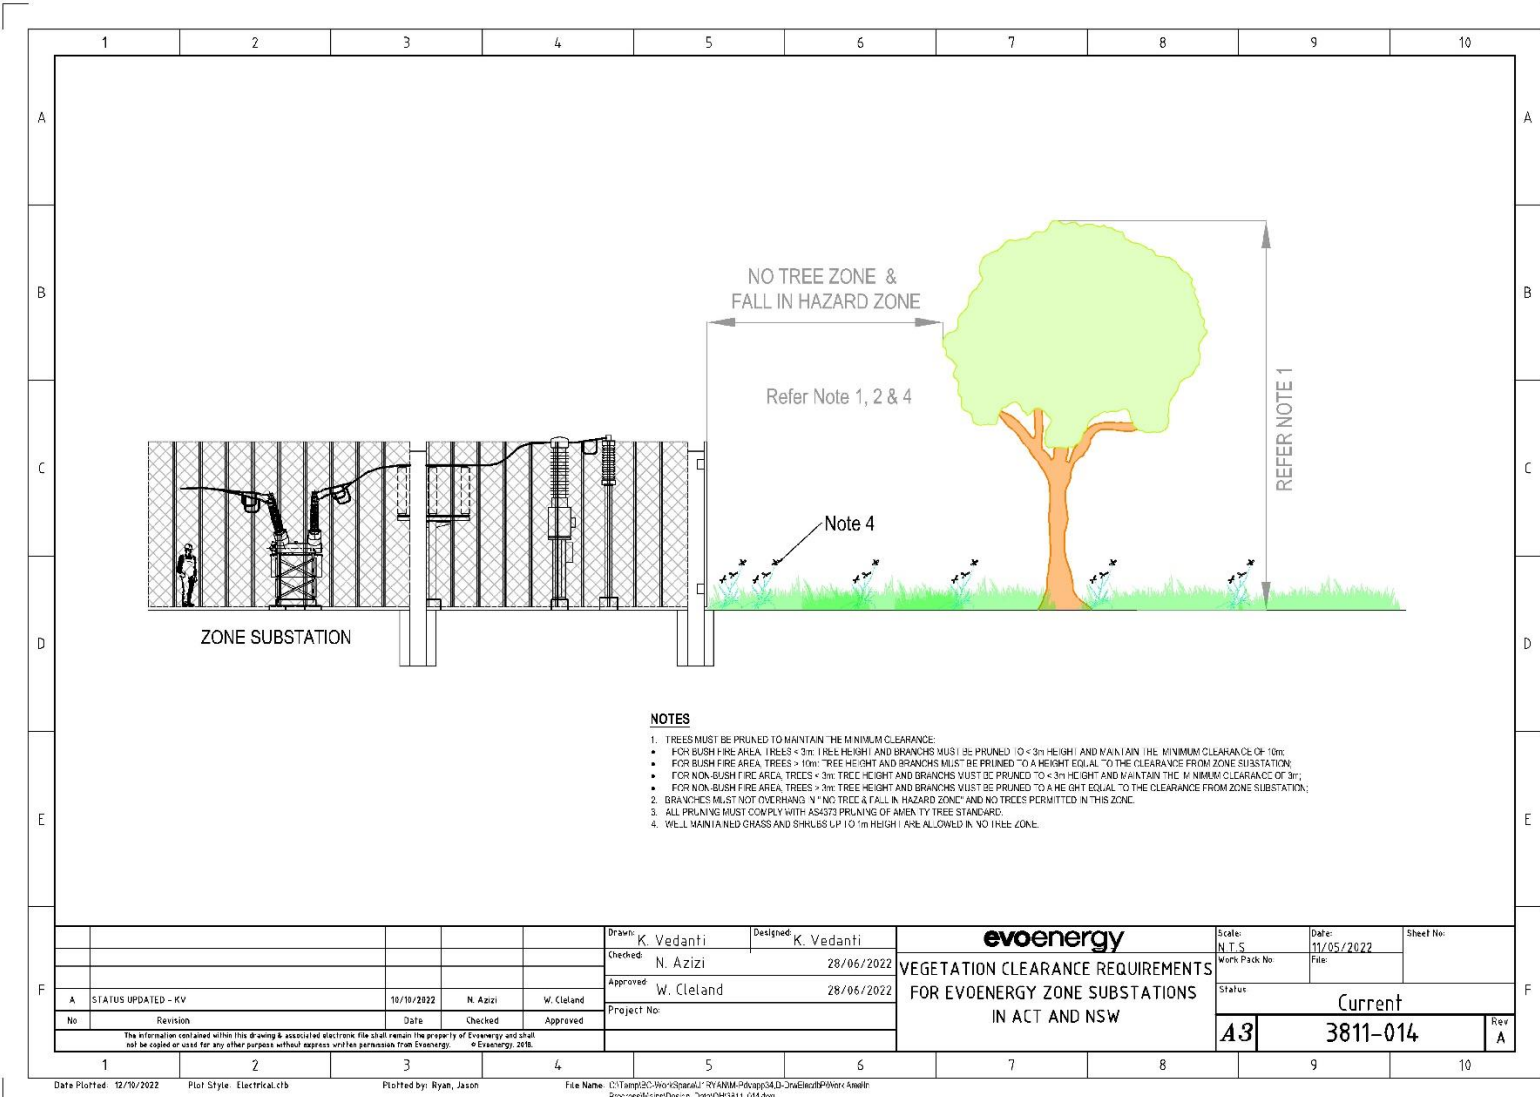 1 2 3 4 5 6 7 8 9 10
A A
B B
C C
D D
E E
F F
NO TREE ZONE &
FALL IN HAZARD ZONE
Refer Note 1, 2 & 4
REFER NOTE 1
Note 4
ZONE SUBSTATION
NOTES
1. TREES MUST BE PRUNED TO MAINTAIN THE MINIMUM CLEARANCE:
• FOR BUSH FIRE AREA, TREES < 3m: TREE HEIGHT AND BRANCHS MUST BE PRUNED TO < 3m HEIGHT AND MAINTAIN THE MINIMUM CLEARANCE OF 10m;
• FOR BUSH FIRE AREA, TREES > 10m: TREE HEIGHT AND BRANCHS MUST BE PRUNED TO A HEIGHT EQUAL TO THE CLEARANCE FROM ZONE SUBSTATION;
• FOR NON-BUSH FIRE AREA, TREES < 3m: TREE HEIGHT AND BRANCHS MUST BE PRUNED TO < 3m HEIGHT AND MAINTAIN THE MINIMUM CLEARANCE OF 3m;
• FOR NON-BUSH FIRE AREA, TREES > 3m: TREE HEIGHT AND BRANCHS MUST BE PRUNED TO A HEIGHT EQUAL TO THE CLEARANCE FROM ZONE SUBSTATION;
2. BRANCHES MUST NOT OVERHANG IN " NO TREE & FALL IN HAZARD ZONE" AND NO TREES PERMITTED IN THIS ZONE.
3. ALL PRUNING MUST COMPLY WITH AS4373 PRUNING OF AMENITY TREE STANDARD.
4. WELL MAINTAINED GRASS AND SHRUBS UP TO 1m HEIGHT ARE ALLOWED IN NO TREE ZONE.
A STATUS UPDATED - KV 10/10/2022 N. Azizi W. Cleland
No Revision Date Checked Approved
The information contained within this drawing & associated electronic file shall remain the property of Evoenergy and shall
not be copied or used for any other purpose without express written permission from Evoenergy. © Evoenergy, 2018.
Drawn: K. Vedanti Designed: K. Vedanti
Checked: N. Azizi 28/06/2022
Approved W. Cleland 28/06/2022
Project No:
evoenergy
VEGETATION CLEARANCE REQUIREMENTS
FOR EVOENERGY ZONE SUBSTATIONS
IN ACT AND NSW
Scale: N.T.S Date: 11/05/2022 Sheet No:
Work Pack No: File:
Status Current
A3 3811-014 Rev A
1 2 3 4 5 6 7 8 9 10
Date Plotted: 12/10/2022 Plot Style: Electrical.ctb Plotted by: Ryan, Jason File Name: